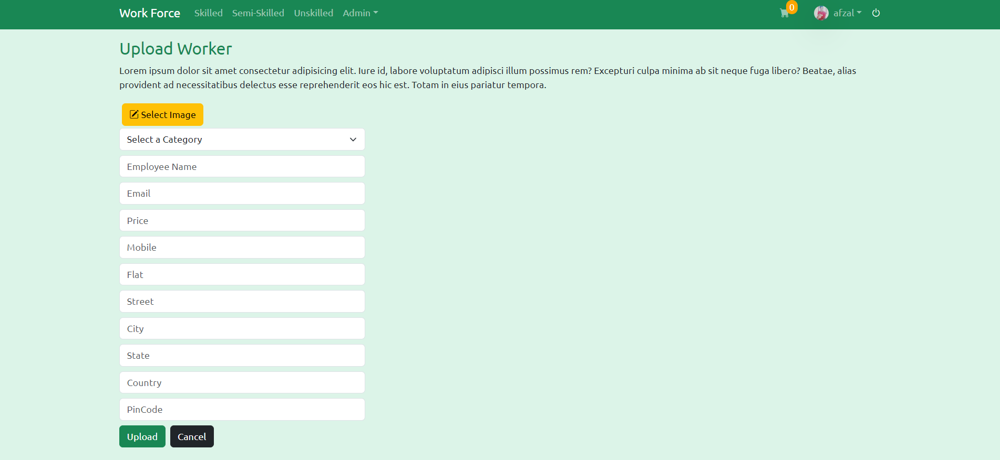 Work Force Skilled Semi-Skilled Unskilled Admin 0 afzal
Upload Worker
Lorem ipsum dolor sit amet consectetur adipisicing elit. Iure id, labore voluptatum adipisci illum possimus rem? Excepturi culpa minima ab sit neque fuga libero? Beatae, alias
provident ad necessitatibus delectus esse reprehenderit eos hic est. Totam in eius pariatur tempora.
Select Image
Select a Category
Employee Name
Email
Price
Mobile
Flat
Street
City
State
Country
PinCode
Upload Cancel